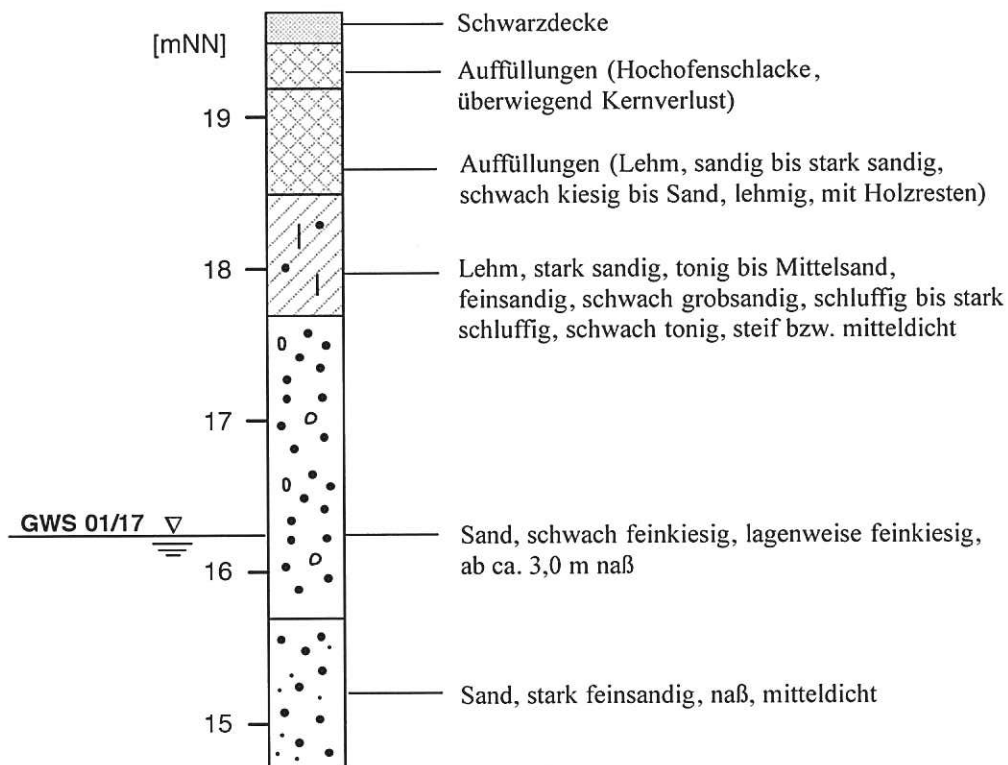 Schwarzdecke
[mNN]
Auffüllungen (Hochofenschlacke,
überwiegend Kernverlust)
19
Auffüllungen (Lehm, sandig bis stark sandig,
schwach kiesig bis Sand, lehmig, mit Holzresten)
18
Lehm, stark sandig, tonig bis Mittelsand,
feinsandig, schwach grobsandig, schluffig bis stark
schluffig, schwach tonig, steif bzw. mitteldicht
17
GWS 01/17
Sand, schwach feinkiesig, lagenweise feinkiesig,
ab ca. 3,0 m naß
16
Sand, stark feinsandig, naß, mitteldicht
15